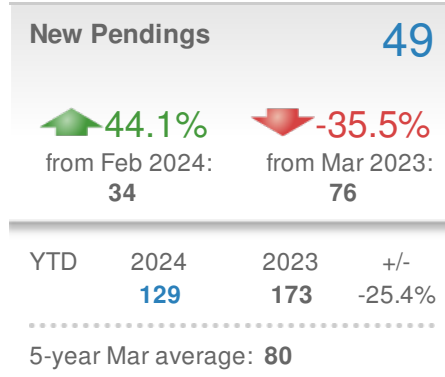 New Pendings 49
44.1% -35.5%
from Feb 2024: from Mar 2023:
34 76
YTD 2024 2023 +/-
129 173 -25.4%
5-year Mar average: 80